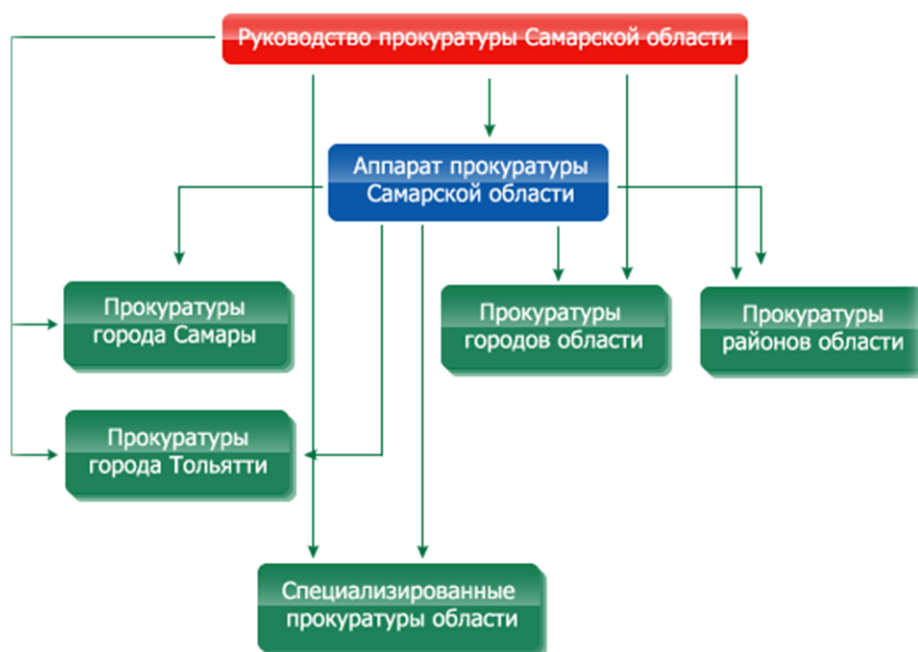 Руководство прокуратуры Самарской области
Аппарат прокуратуры
Самарской области
Прокуратуры
города Самары
Прокуратуры
городов области
Прокуратуры
районов области
Прокуратуры
города Тольятти
Специализированные
прокуратуры области